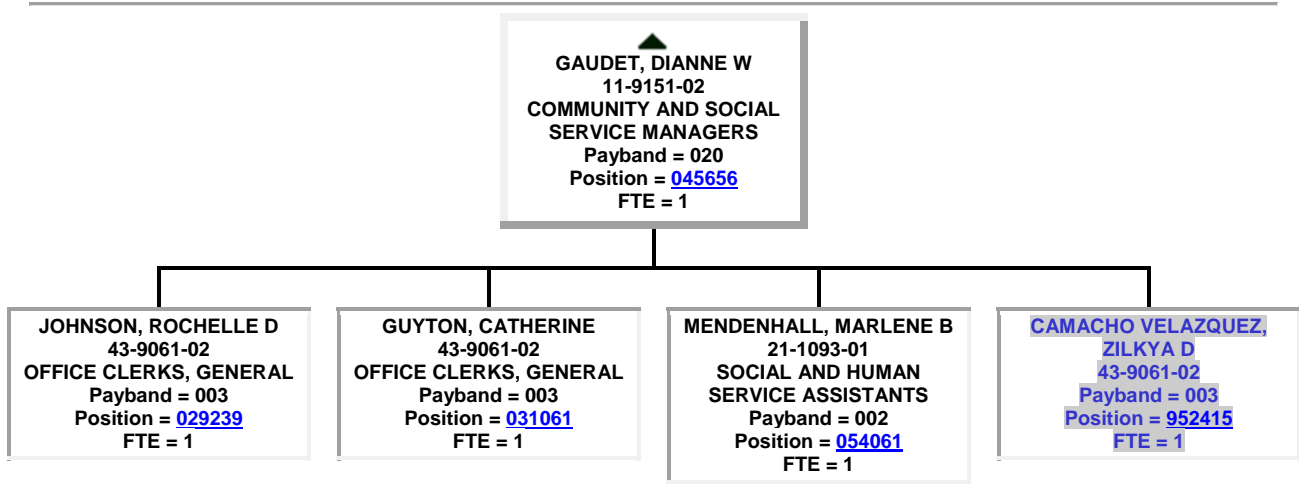 GAUDET, DIANNE W
11-9151-02
COMMUNITY AND SOCIAL
SERVICE MANAGERS
Payband = 020
Position = 045656
FTE = 1
JOHNSON, ROCHELLE D
43-9061-02
OFFICE CLERKS, GENERAL
Payband = 003
Position = 029239
FTE = 1
GUYTON, CATHERINE
43-9061-02
OFFICE CLERKS, GENERAL
Payband = 003
Position = 031061
FTE = 1
MENDENHALL, MARLENE B
21-1093-01
SOCIAL AND HUMAN
SERVICE ASSISTANTS
Payband = 002
Position = 054061
FTE = 1
CAMACHO VELAZQUEZ,
ZILKYA D
43-9061-02
Payband = 003
Position = 952415
FTE = 1